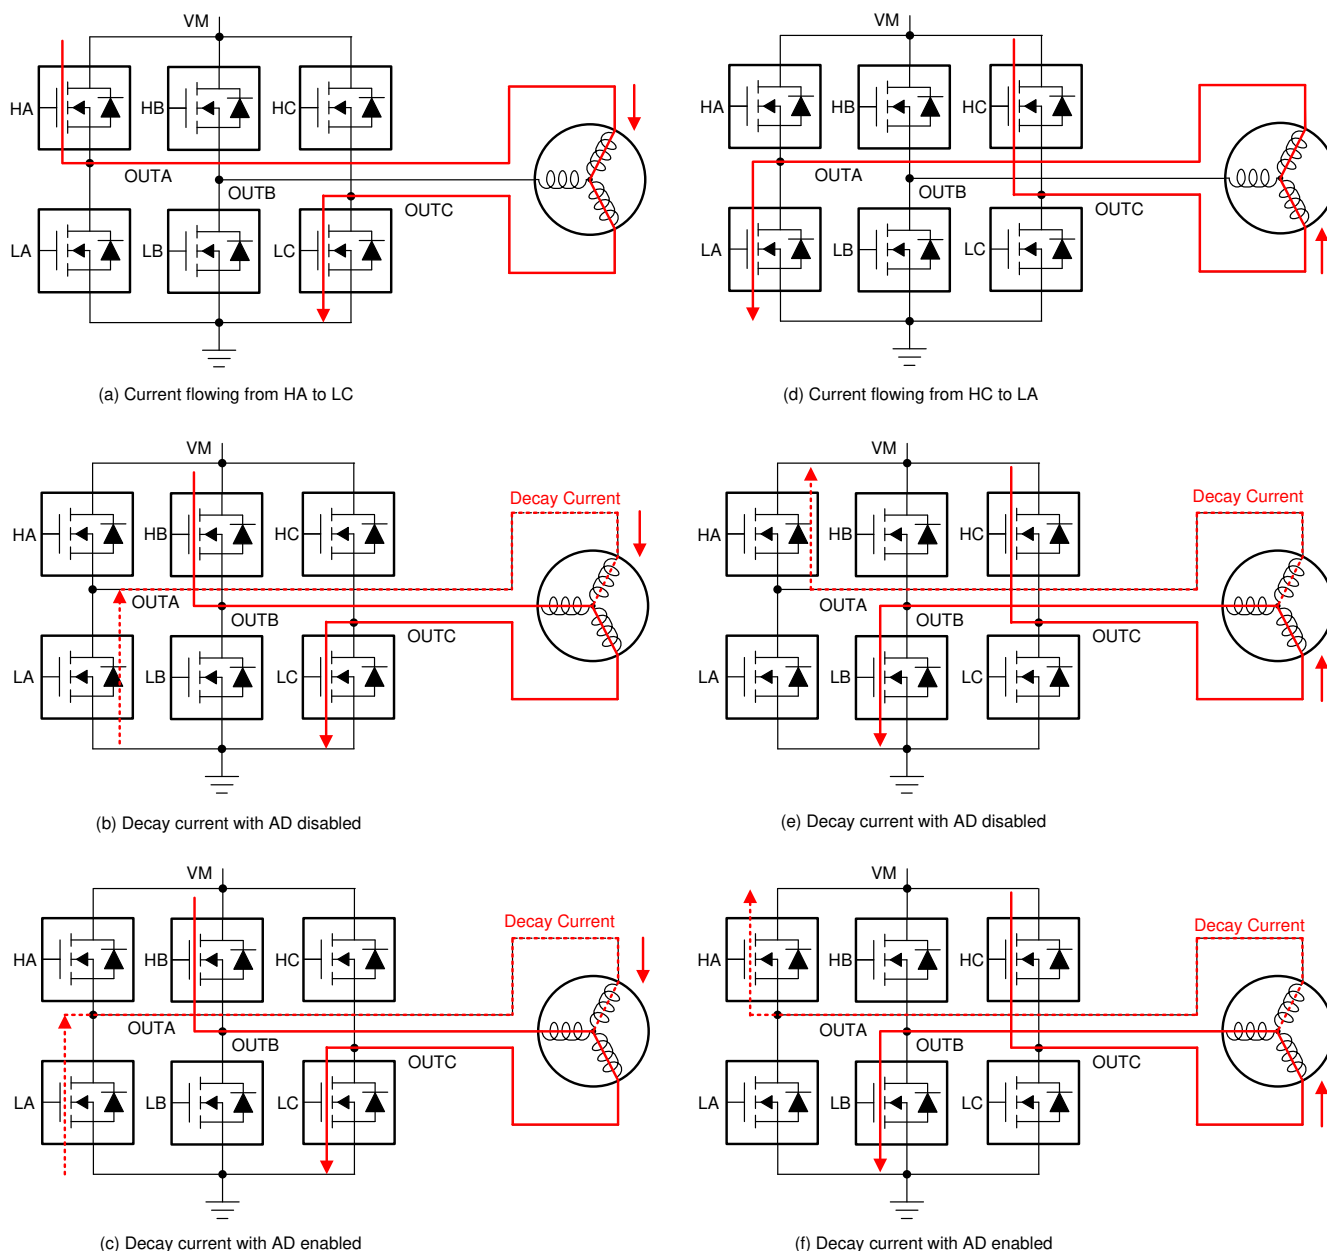 VM
HA
HB
HC
OUTA
OUTB
OUTC
LA
LB
LC
(a) Current flowing from HA to LC
VM
HA
HB
HC
OUTA
OUTB
OUTC
LA
LB
LC
(d) Current flowing from HC to LA
VM
Decay Current
HA
HB
HC
OUTA
OUTB
OUTC
LA
LB
LC
(b) Decay current with AD disabled
VM
Decay Current
HA
HB
HC
OUTA
OUTB
OUTC
LA
LB
LC
(e) Decay current with AD disabled
VM
Decay Current
HA
HB
HC
OUTA
OUTB
OUTC
LA
LB
LC
(c) Decay current with AD enabled
VM
Decay Current
HA
HB
HC
OUTA
OUTB
OUTC
LA
LB
LC
(f) Decay current with AD enabled